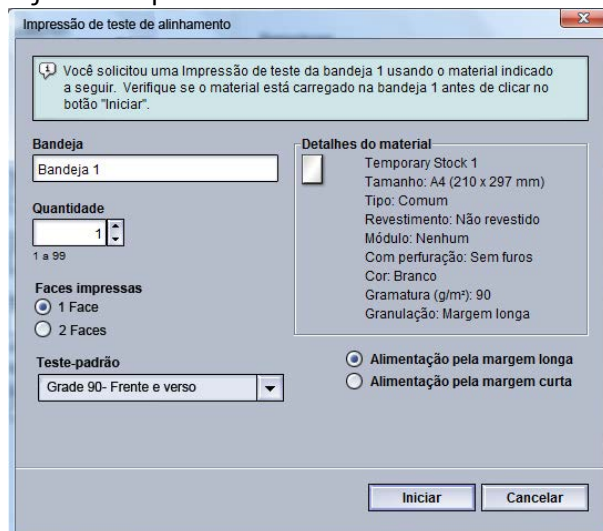 Impressão de teste de alinhamento
Você solicitou uma Impressão de teste da bandeja 1 usando o material indicado
a seguir. Verifique se o material está carregado na bandeja 1 antes de clicar no
botão "Iniciar".
Bandeja
Bandeja 1
Quantidade
1
1 a 99
Faces impressas
1 Face
2 Faces
Teste-padrão
Grade 90- Frente e verso
Detalhes do material
Temporary Stock 1
Tamanho: A4 (210 x 297 mm)
Tipo: Comum
Revestimento: Não revestido
Módulo: Nenhum
Com perfuração: Sem furos
Cor: Branco
Gramatura (g/m²): 90
Granulação: Margem longa
Alimentação pela margem longa
Alimentação pela margem curta
Iniciar
Cancelar